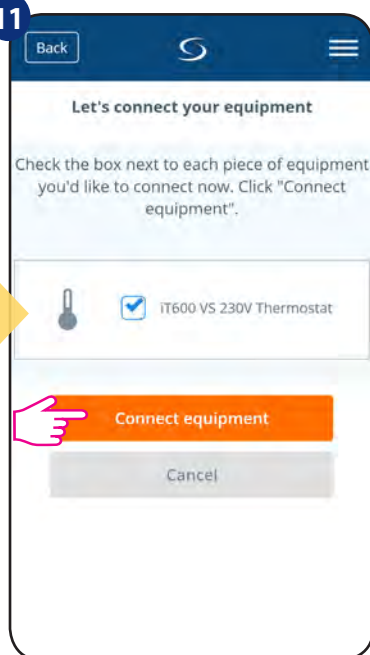 11
Back
Let's connect your equipment
Check the box next to each piece of equipment
you'd like to connect now. Click "Connect
equipment".
iT600 VS 230V Thermostat
Connect equipment
Cancel